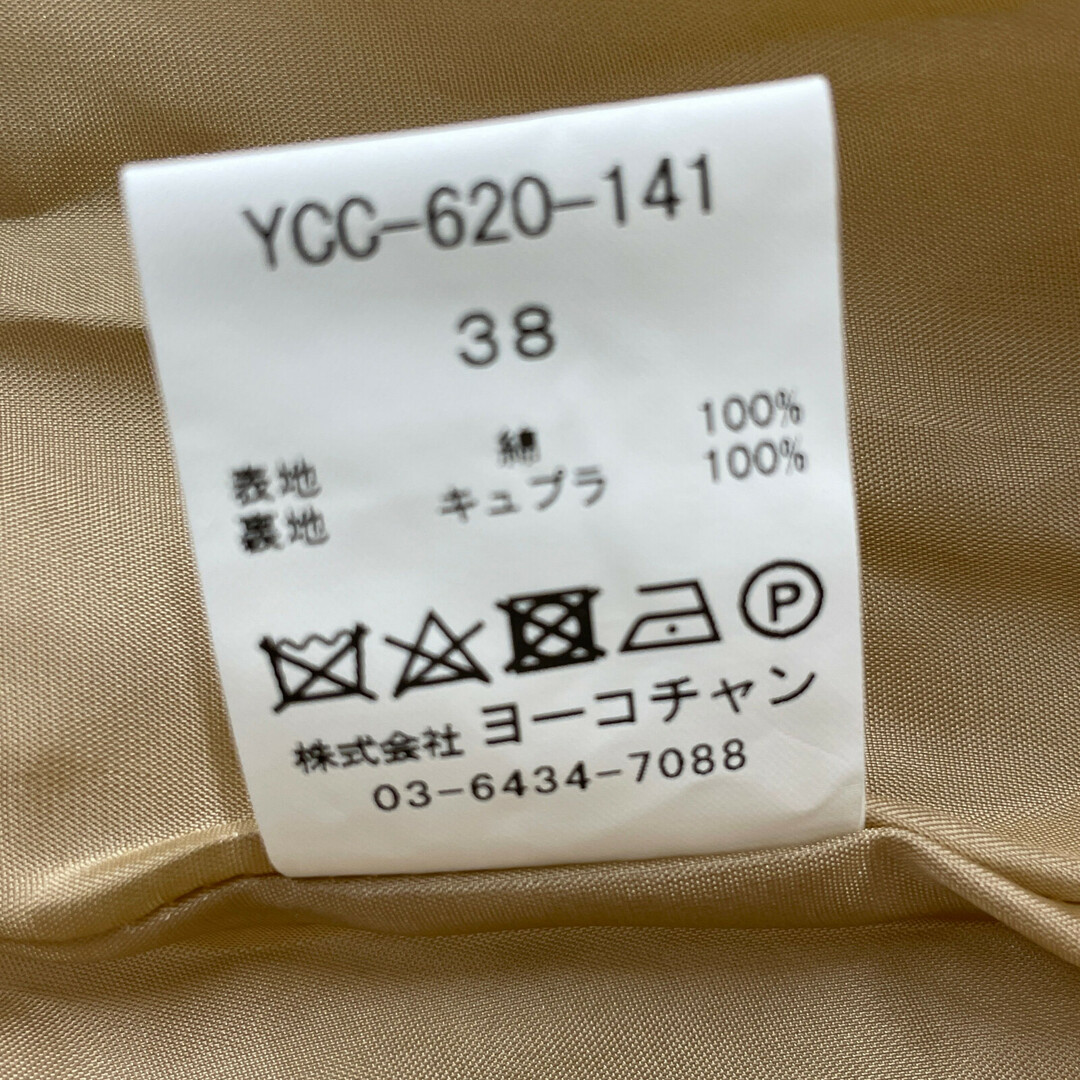 YCC-620-141
38
表地 綿 100%
裏地 キュプラ 100%
P
株式会社 ヨーコチャン
03-6434-7088